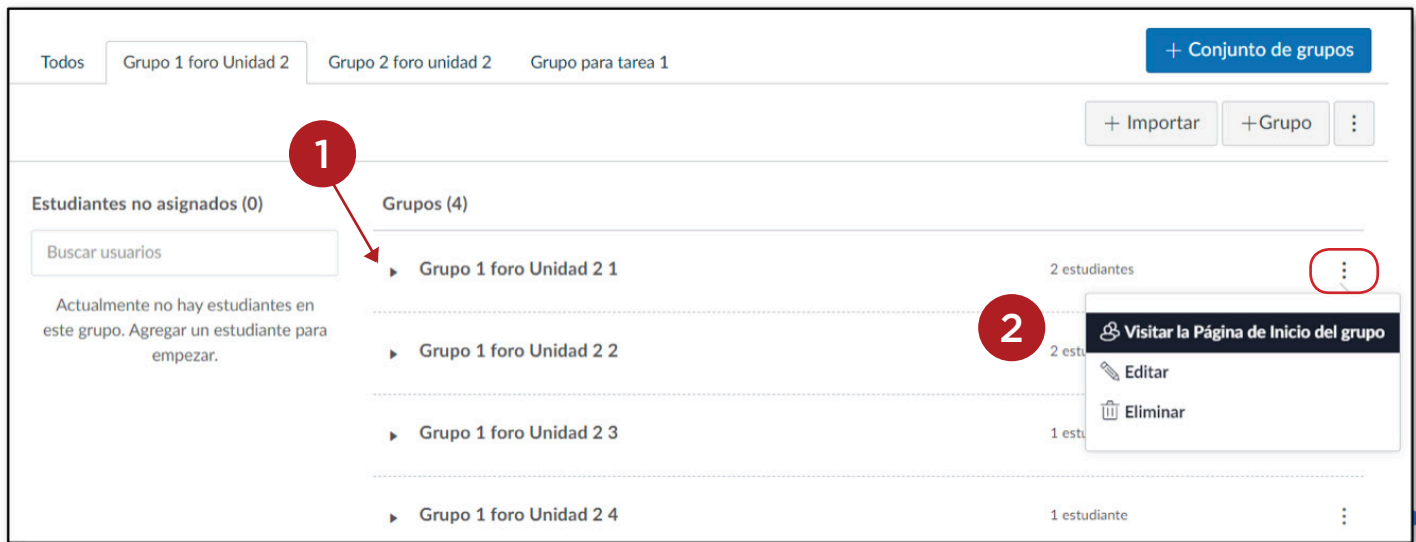 + Conjunto de grupos
Todos Grupo 1 foro Unidad 2 Grupo 2 foro unidad 2 Grupo para tarea 1
+ Importar +Grupo
1
Estudiantes no asignados (0)
Buscar usuarios
Actualmente no hay estudiantes en
este grupo. Agregar un estudiante para
empezar.
Grupos (4)
Grupo 1 foro Unidad 2 1 2 estudiantes
2
Visitar la Página de Inicio del grupo
Editar
Eliminar
Grupo 1 foro Unidad 2 2 2
Grupo 1 foro Unidad 2 3 1
Grupo 1 foro Unidad 2 4 1 estudiante